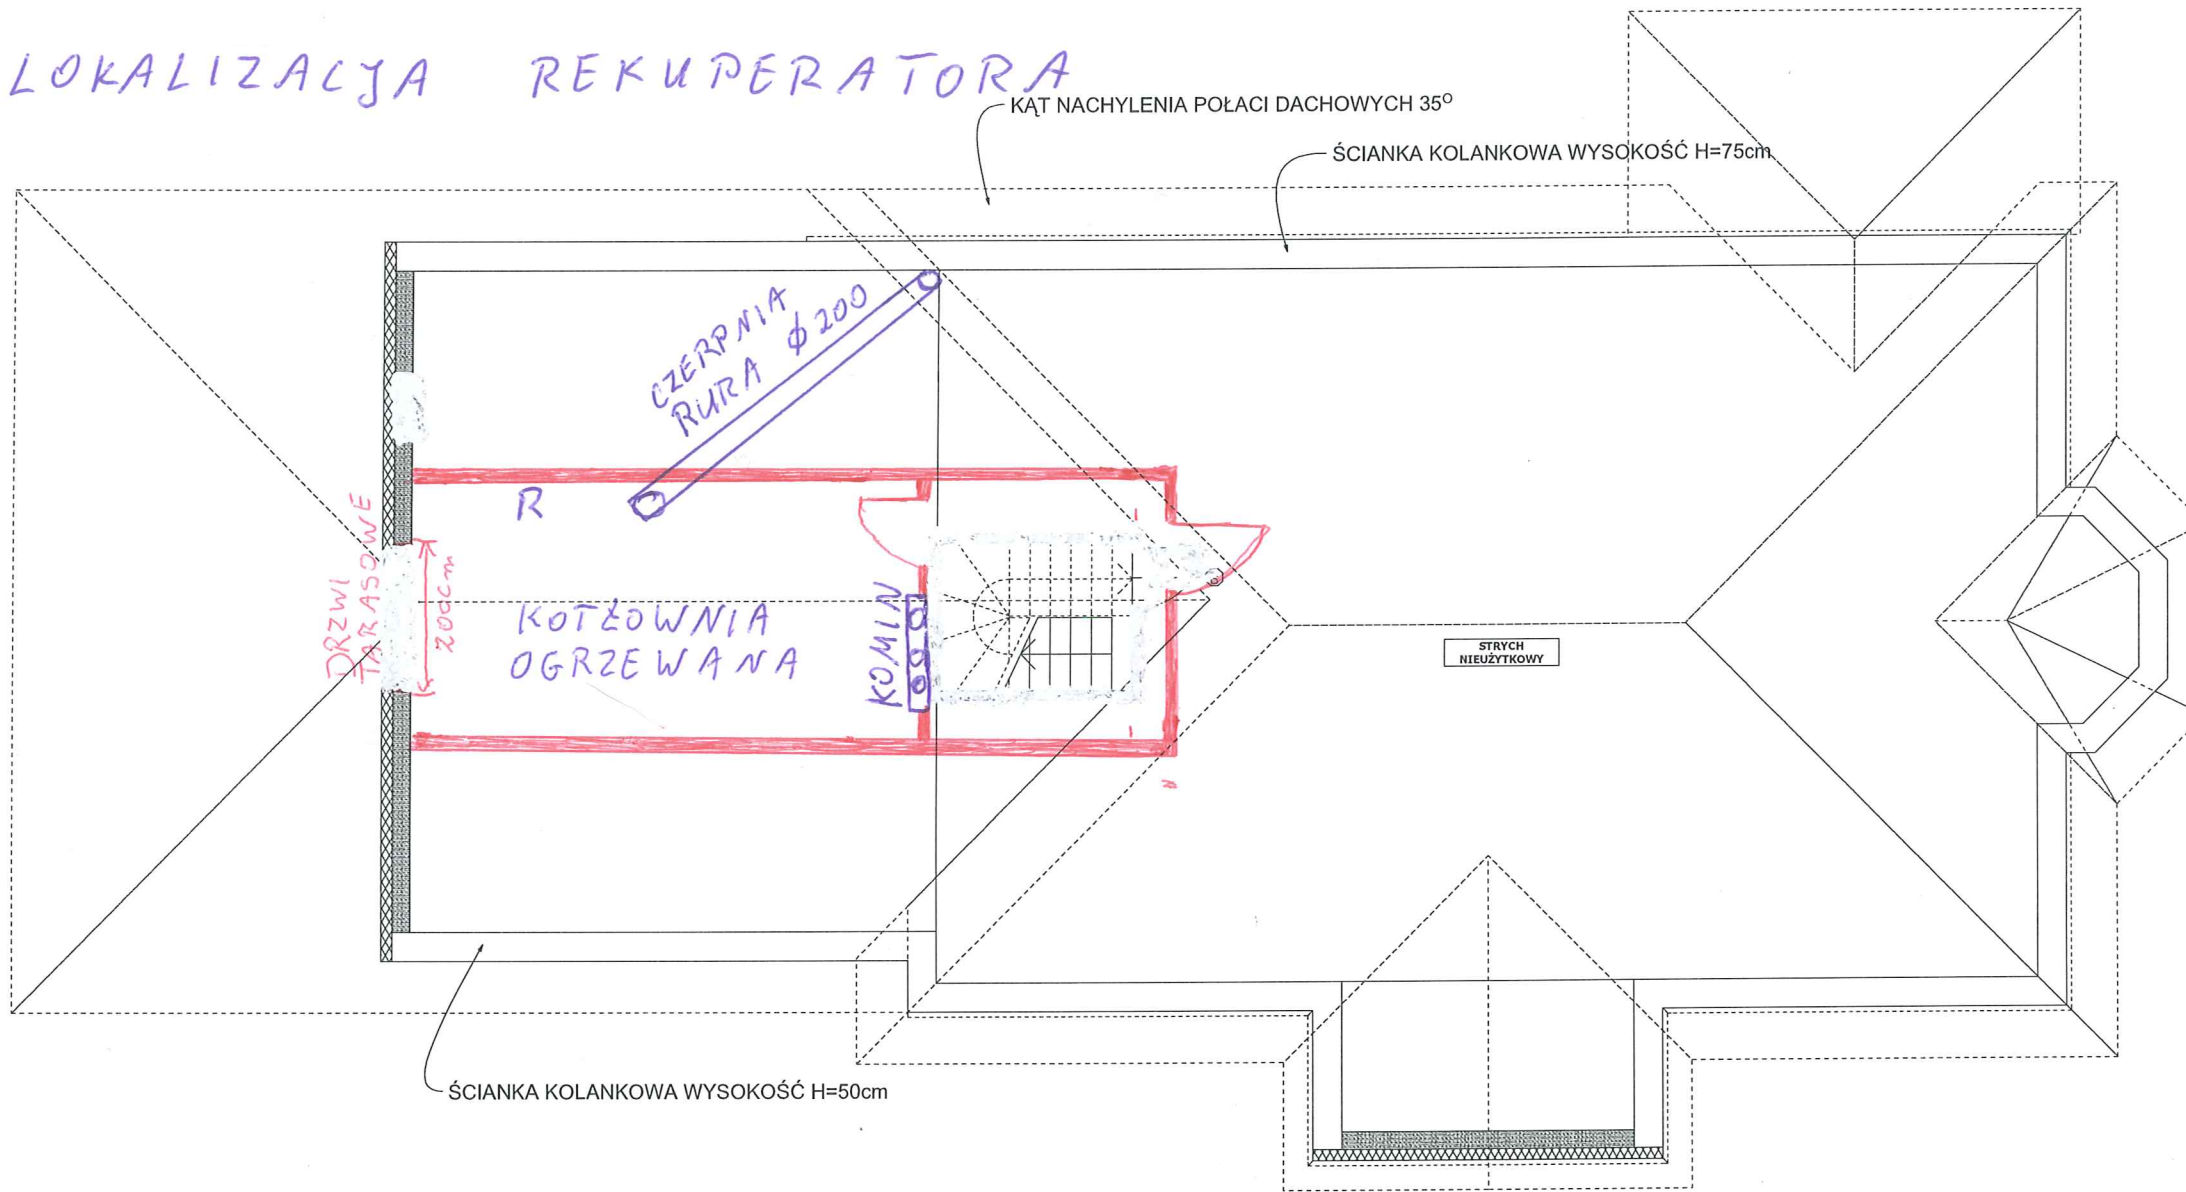 LOKALIZACJA REKUPERATORA
KĄT NACHYLENIA POŁACI DACHOWYCH 35°
ŚCIANKA KOLANKOWA WYSOKOŚĆ H=75cm
CZERPNIA
RURA ϕ 200
R
DRZWI
TARASOWE
200cm
KOTŁOWNIA
OGRZEWANA
KOMIN
STRYCH
NIEUŻYTKOWY
ŚCIANKA KOLANKOWA WYSOKOŚĆ H=50cm